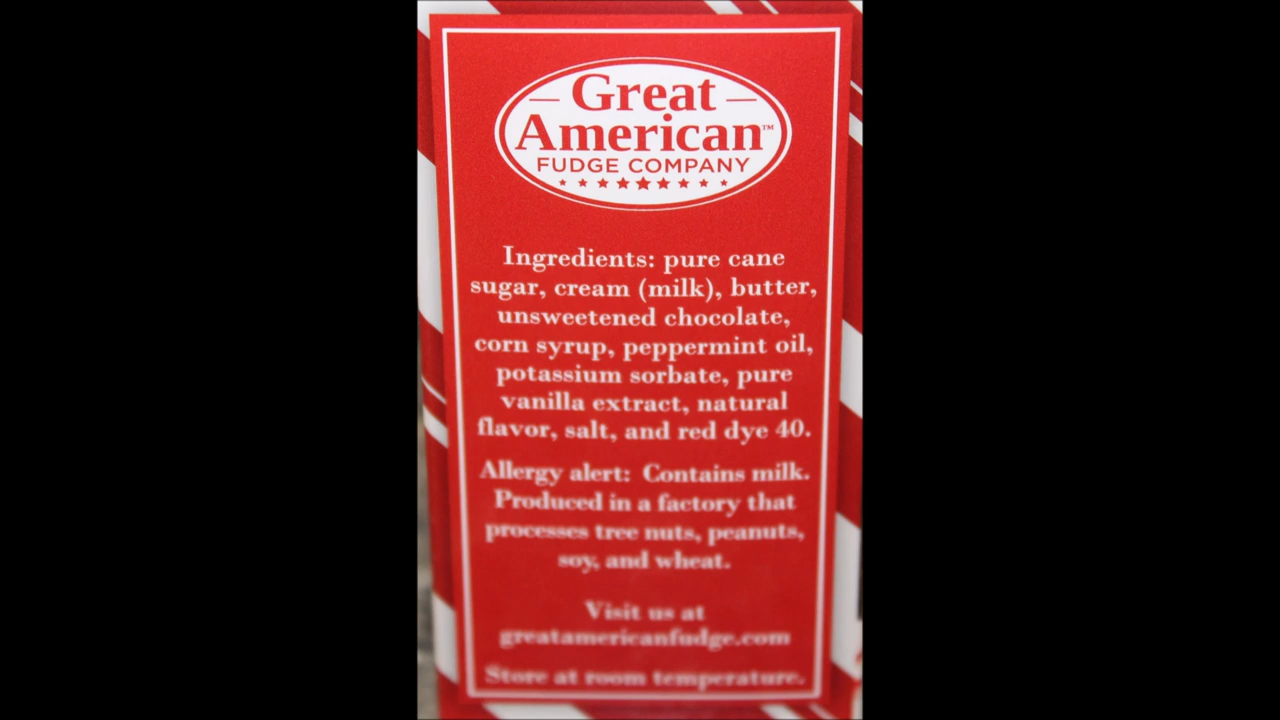 Great
American™
FUDGE COMPANY
Ingredients: pure cane
sugar, cream (milk), butter,
unsweetened chocolate,
corn syrup, peppermint oil,
potassium sorbate, pure
vanilla extract, natural
flavor, salt, and red dye 40.
Allergy alert: Contains milk.
Produced in a factory that
processes tree nuts, peanuts,
soy, and wheat.
Visit us at
greatamericanfudge.com
Store at room temperature.